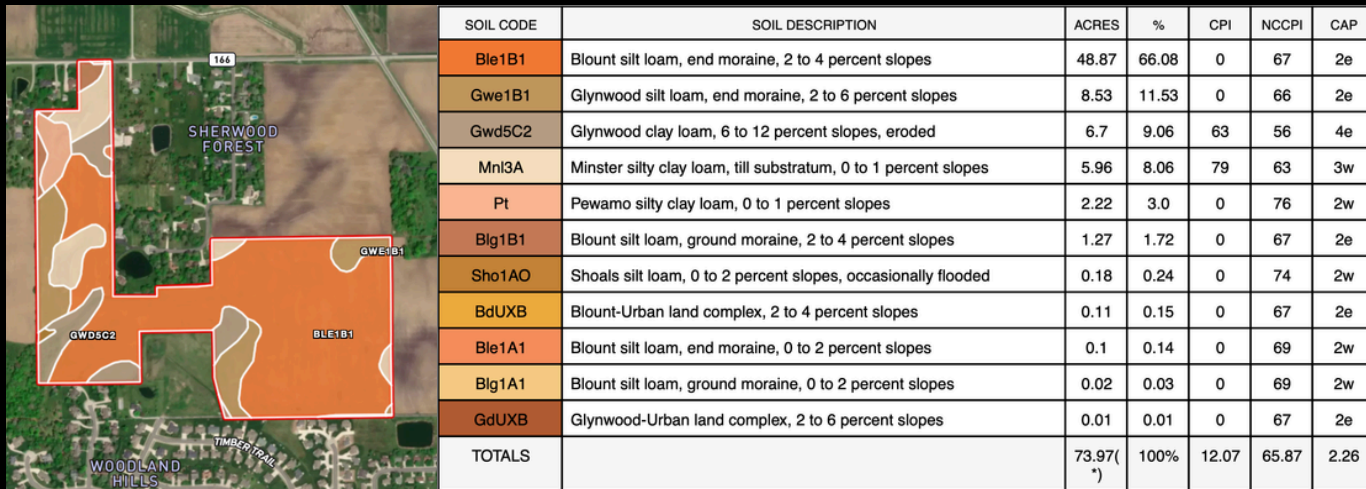 166
SHERWOOD
FOREST
GWE1B1
GWD5C2
BLE1B1
TIMBER TRAIL
WOODLAND
HILLS
SOIL CODE SOIL DESCRIPTION ACRES % CPI NCCPI CAP
Ble1B1 Blount silt loam, end moraine, 2 to 4 percent slopes 48.87 66.08 0 67 2e
Gwe1B1 Glynwood silt loam, end moraine, 2 to 6 percent slopes 8.53 11.53 0 66 2e
Gwd5C2 Glynwood clay loam, 6 to 12 percent slopes, eroded 6.7 9.06 63 56 4e
Mnl3A Minster silty clay loam, till substratum, 0 to 1 percent slopes 5.96 8.06 79 63 3w
Pt Pewamo silty clay loam, 0 to 1 percent slopes 2.22 3.0 0 76 2w
Blg1B1 Blount silt loam, ground moraine, 2 to 4 percent slopes 1.27 1.72 0 67 2e
Sho1AO Shoals silt loam, 0 to 2 percent slopes, occasionally flooded 0.18 0.24 0 74 2w
BdUXB Blount-Urban land complex, 2 to 4 percent slopes 0.11 0.15 0 67 2e
Ble1A1 Blount silt loam, end moraine, 0 to 2 percent slopes 0.1 0.14 0 69 2w
Blg1A1 Blount silt loam, ground moraine, 0 to 2 percent slopes 0.02 0.03 0 69 2w
GdUXB Glynwood-Urban land complex, 2 to 6 percent slopes 0.01 0.01 0 67 2e
TOTALS 73.97( 100% 12.07 65.87 2.26
*)